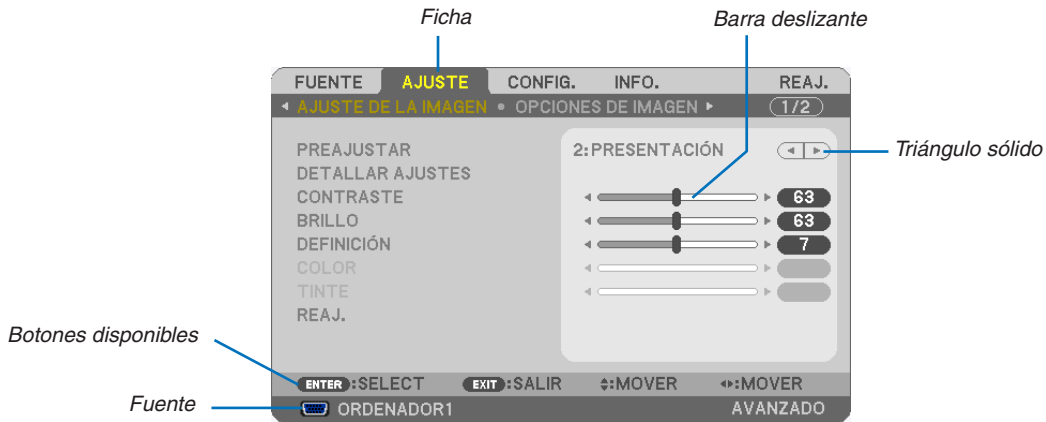 Ficha Barra deslizante
FUENTE AJUSTE CONFIG. INFO. REAJ.
AJUSTE DE LA IMAGEN OPCIONES DE IMAGEN 1/2
PREAJUSTAR 2:PRESENTACIÓN Triángulo sólido
DETALLAR AJUSTES
CONTRASTE 63
BRILLO 63
DEFINICIÓN 7
COLOR
TINTE
REAJ.
Botones disponibles
ENTER :SELECT EXIT :SALIR :MOVER :MOVER
Fuente ORDENADOR1 AVANZADO